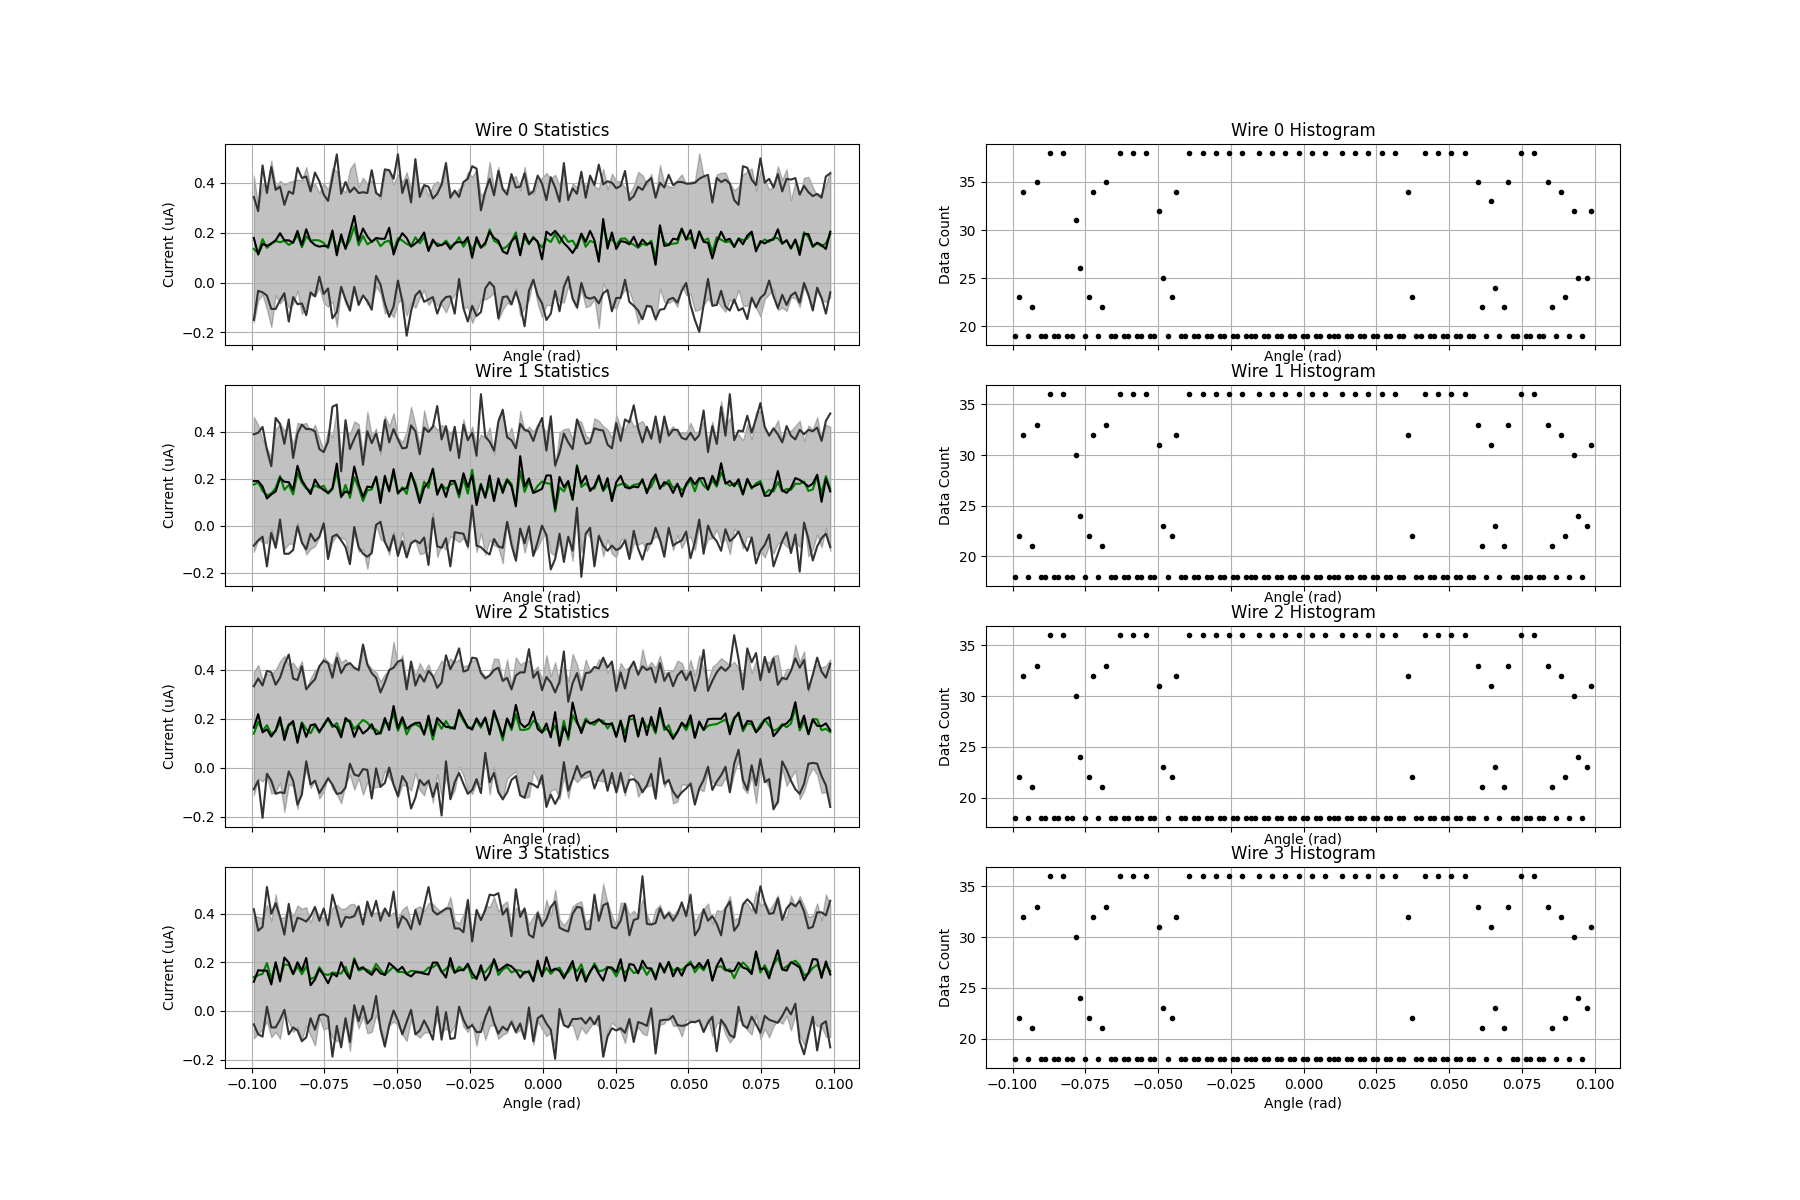 Wire 0 Statistics
Current (uA)
0.4
0.2
0.0
−0.2
Angle (rad)
Wire 0 Histogram
Data Count
35
30
25
20
Angle (rad)
Wire 1 Statistics
Current (uA)
0.4
0.2
0.0
−0.2
Angle (rad)
Wire 1 Histogram
Data Count
35
30
25
20
Angle (rad)
Wire 2 Statistics
Current (uA)
0.4
0.2
0.0
−0.2
Angle (rad)
Wire 2 Histogram
Data Count
35
30
25
20
Angle (rad)
Wire 3 Statistics
Current (uA)
0.4
0.2
0.0
−0.2
−0.100 −0.075 −0.050 −0.025 0.000 0.025 0.050 0.075 0.100
Angle (rad)
Wire 3 Histogram
Data Count
35
30
25
20
−0.100 −0.075 −0.050 −0.025 0.000 0.025 0.050 0.075 0.100
Angle (rad)